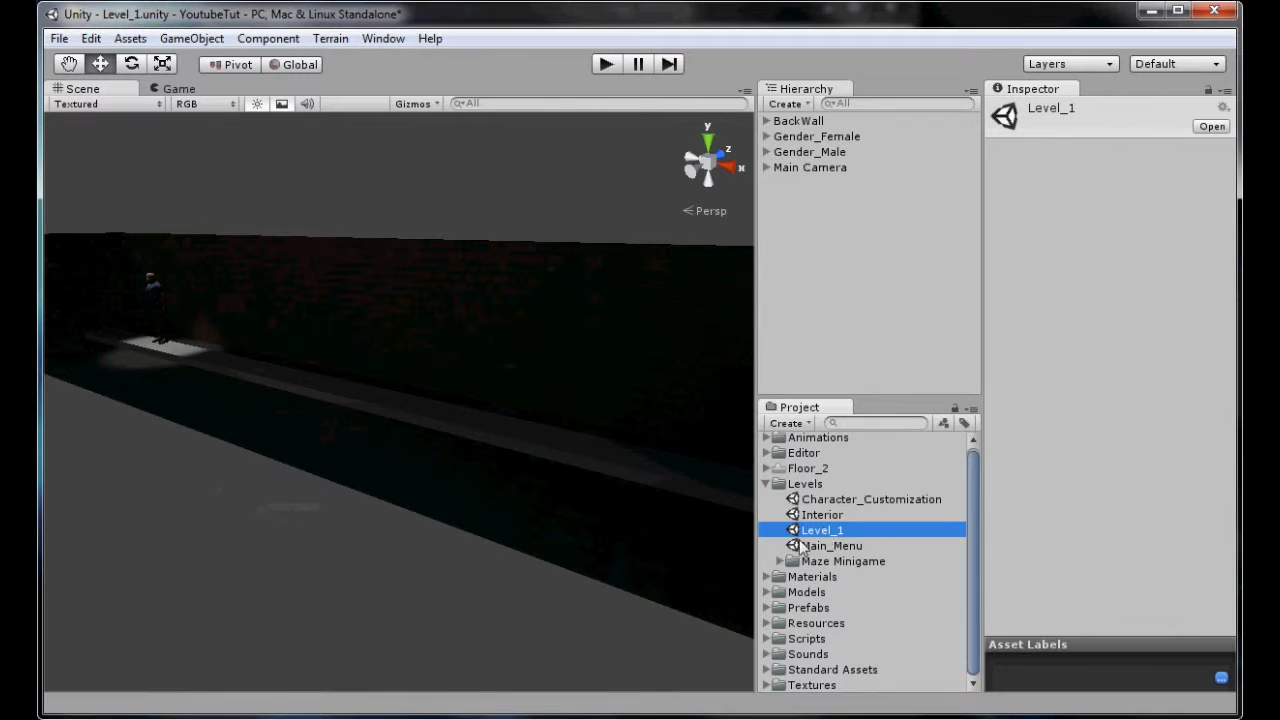 Unity - Level_1.unity - YoutubeTut - PC, Mac & Linux Standalone*
File Edit Assets GameObject Component Terrain Window Help
Pivot Global Layers Default
Scene Game
Textured RGB Gizmos All
y
z
x
Persp
Hierarchy
Create All
BackWall
Gender_Female
Gender_Male
Main Camera
Project
Create
Animations
Editor
Floor_2
Levels
Character_Customization
Interior
Level_1
Main_Menu
Maze Minigame
Materials
Models
Prefabs
Resources
Scripts
Sounds
Standard Assets
Textures
Inspector
Level_1
Open
Asset Labels